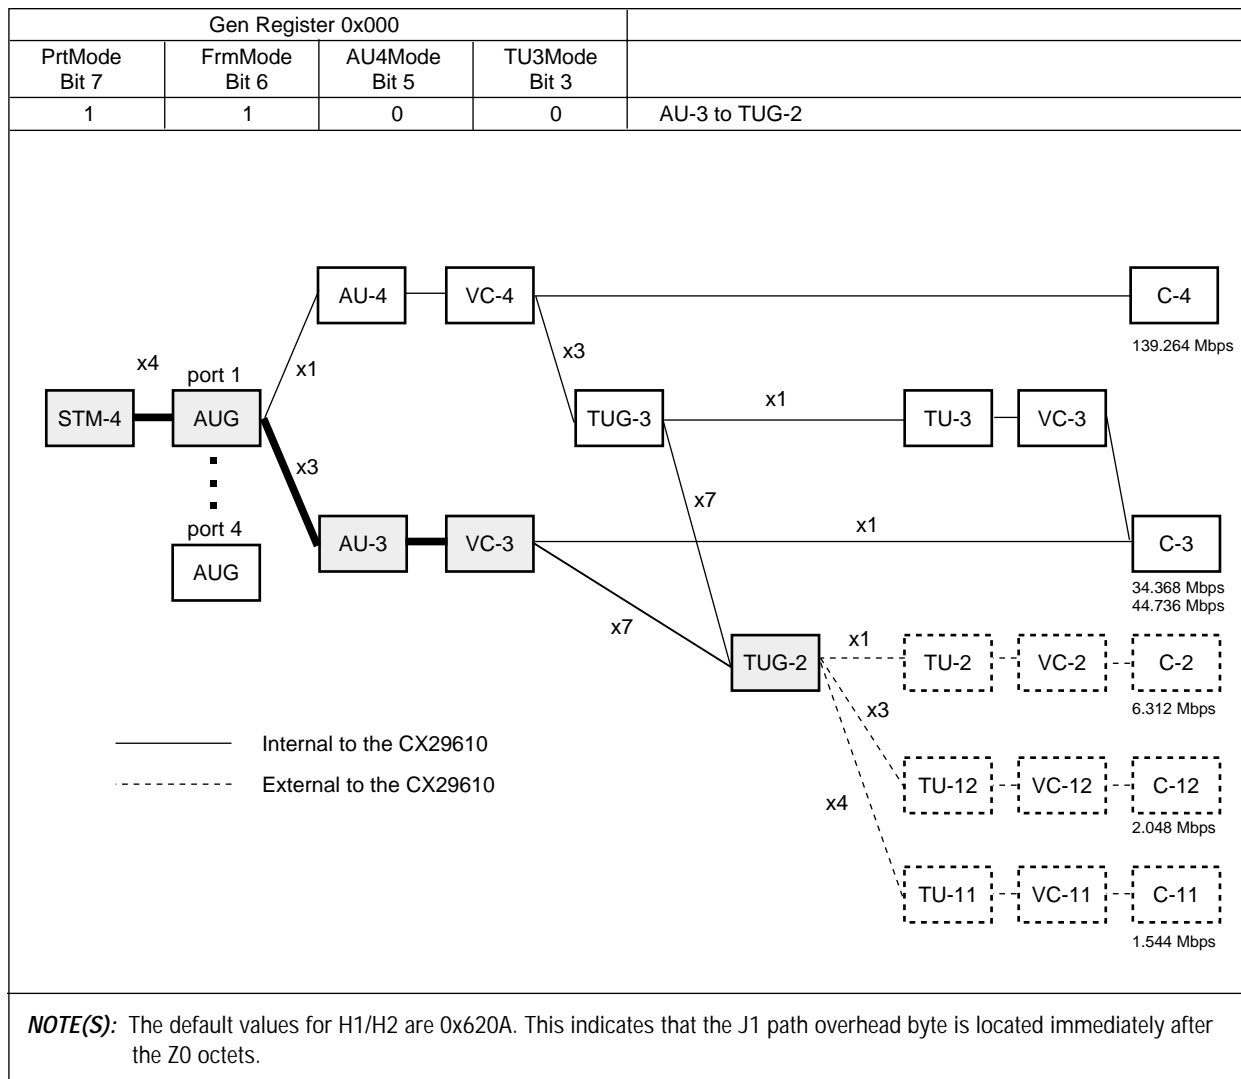 Gen Register 0x000
PrtMode Bit 7
FrmMode Bit 6
AU4Mode Bit 5
TU3Mode Bit 3
1 1 0 0 AU-3 to TUG-2
AU-4
VC-4
C-4
139.264 Mbps
x3
x1
x4
port 1
STM-4
AUG
TUG-3
x1
TU-3
VC-3
x3
x7
port 4
AUG
AU-3
VC-3
x1
C-3
34.368 Mbps
44.736 Mbps
x7
TUG-2
x1
TU-2
VC-2
C-2
6.312 Mbps
x3
Internal to the CX29610
External to the CX29610
TU-12
VC-12
C-12
2.048 Mbps
x4
TU-11
VC-11
C-11
1.544 Mbps
NOTE(S): The default values for H1/H2 are 0x620A. This indicates that the J1 path overhead byte is located immediately after
the Z0 octets.